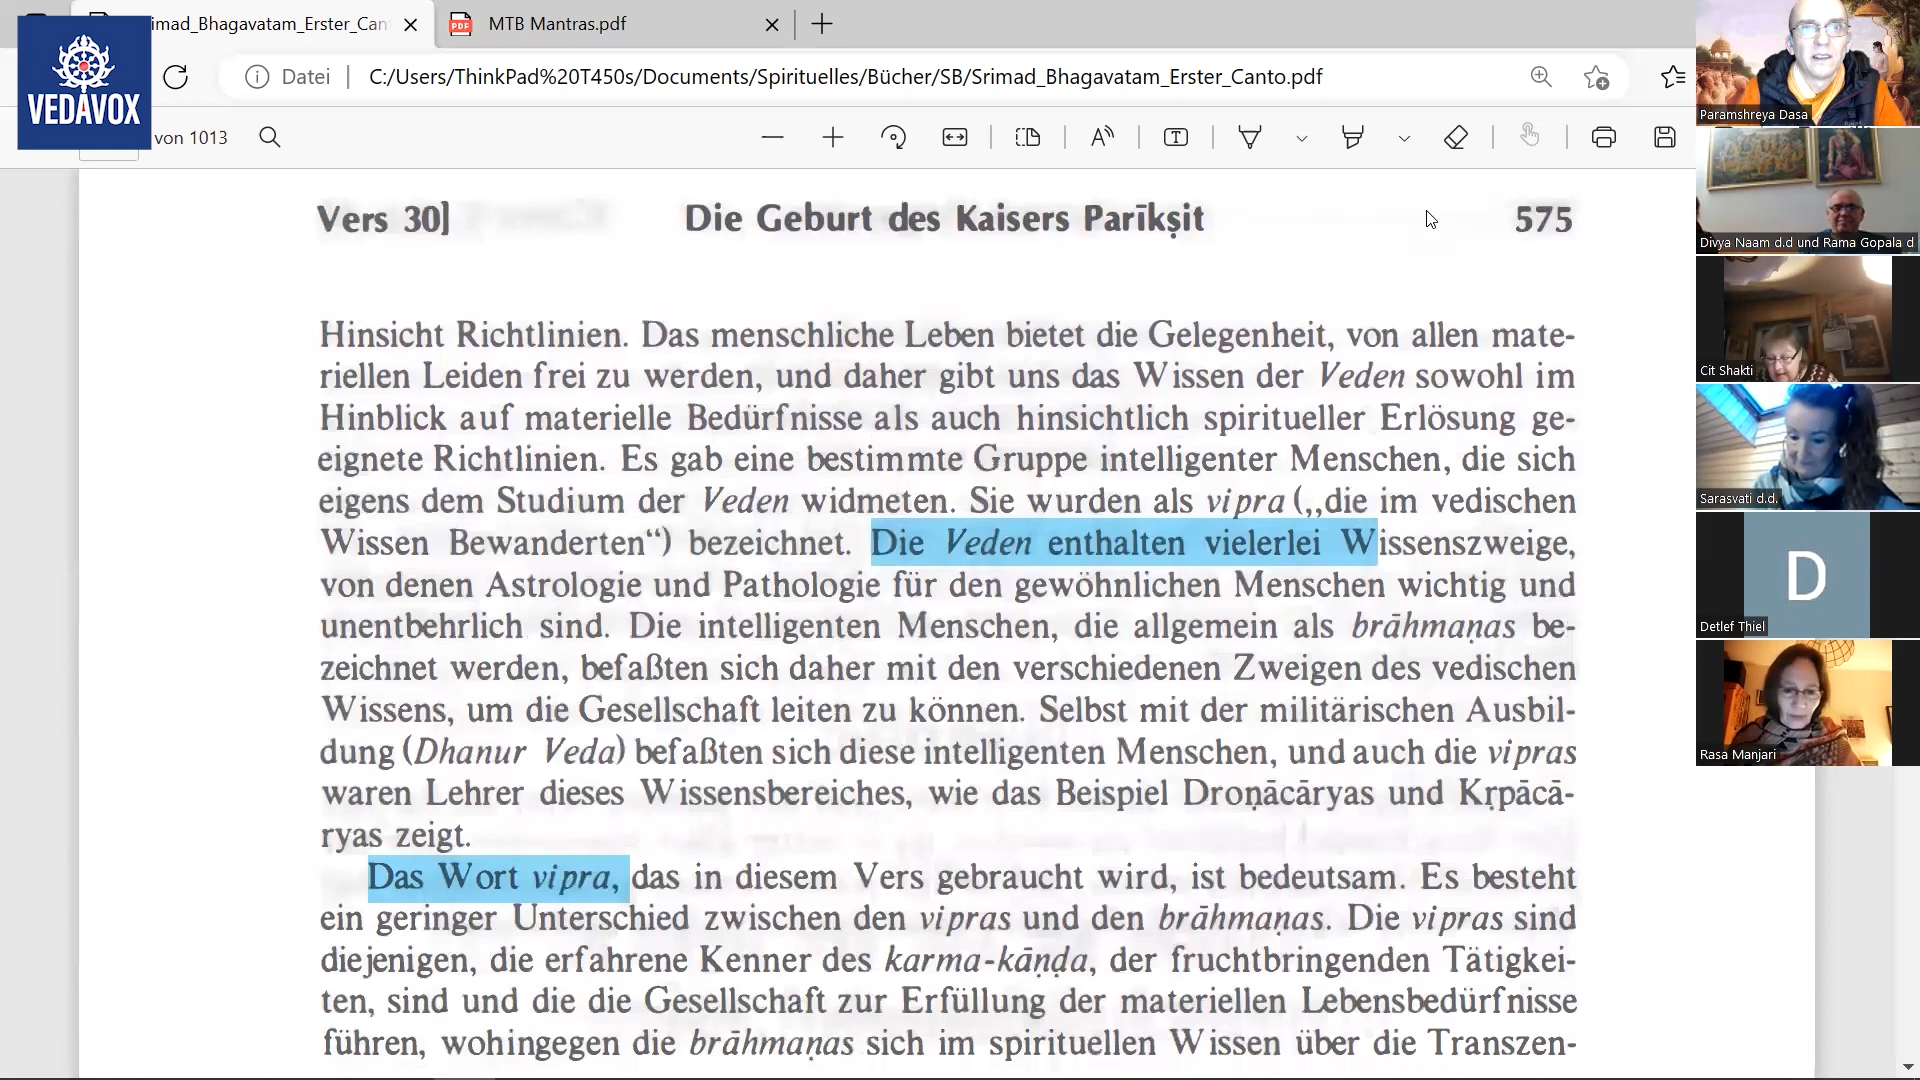 imad_Bhagavatam_Erster_Can
MTB Mantras.pdf
VEDAVOX
Datei
C:/Users/ThinkPad%20T450s/Documents/Spirituelles/Bücher/SB/Srimad_Bhagavatam_Erster_Canto.pdf
von 1013
Vers 30] Die Geburt des Kaisers Parīkṣit 575
Hinsicht Richtlinien. Das menschliche Leben bietet die Gelegenheit, von allen mate-
riellen Leiden frei zu werden, und daher gibt uns das Wissen der Veden sowohl im
Hinblick auf materielle Bedürfnisse als auch hinsichtlich spiritueller Erlösung ge-
eignete Richtlinien. Es gab eine bestimmte Gruppe intelligenter Menschen, die sich
eigens dem Studium der Veden widmeten. Sie wurden als vipra („die im vedischen
Wissen Bewanderten“) bezeichnet. Die Veden enthalten vielerlei Wissenszweige,
von denen Astrologie und Pathologie für den gewöhnlichen Menschen wichtig und
unentbehrlich sind. Die intelligenten Menschen, die allgemein als brāhmaṇas be-
zeichnet werden, befaßten sich daher mit den verschiedenen Zweigen des vedischen
Wissens, um die Gesellschaft leiten zu können. Selbst mit der militärischen Ausbil-
dung (Dhanur Veda) befaßten sich diese intelligenten Menschen, und auch die vipras
waren Lehrer dieses Wissensbereiches, wie das Beispiel Droṇācāryas und Kṛpācā-
ryas zeigt.
Das Wort vipra, das in diesem Vers gebraucht wird, ist bedeutsam. Es besteht
ein geringer Unterschied zwischen den vipras und den brāhmaṇas. Die vipras sind
diejenigen, die erfahrene Kenner des karma-kāṇḍa, der fruchtbringenden Tätigkei-
ten, sind und die die Gesellschaft zur Erfüllung der materiellen Lebensbedürfnisse
führen, wohingegen die brāhmaṇas sich im spirituellen Wissen über die Transzen-
Paramshreya Dasa
Divya Naam d.d und Rama Gopala d
Cit Shakti
Sarasvati d.d.
D
Detlef Thiel
Rasa Manjari